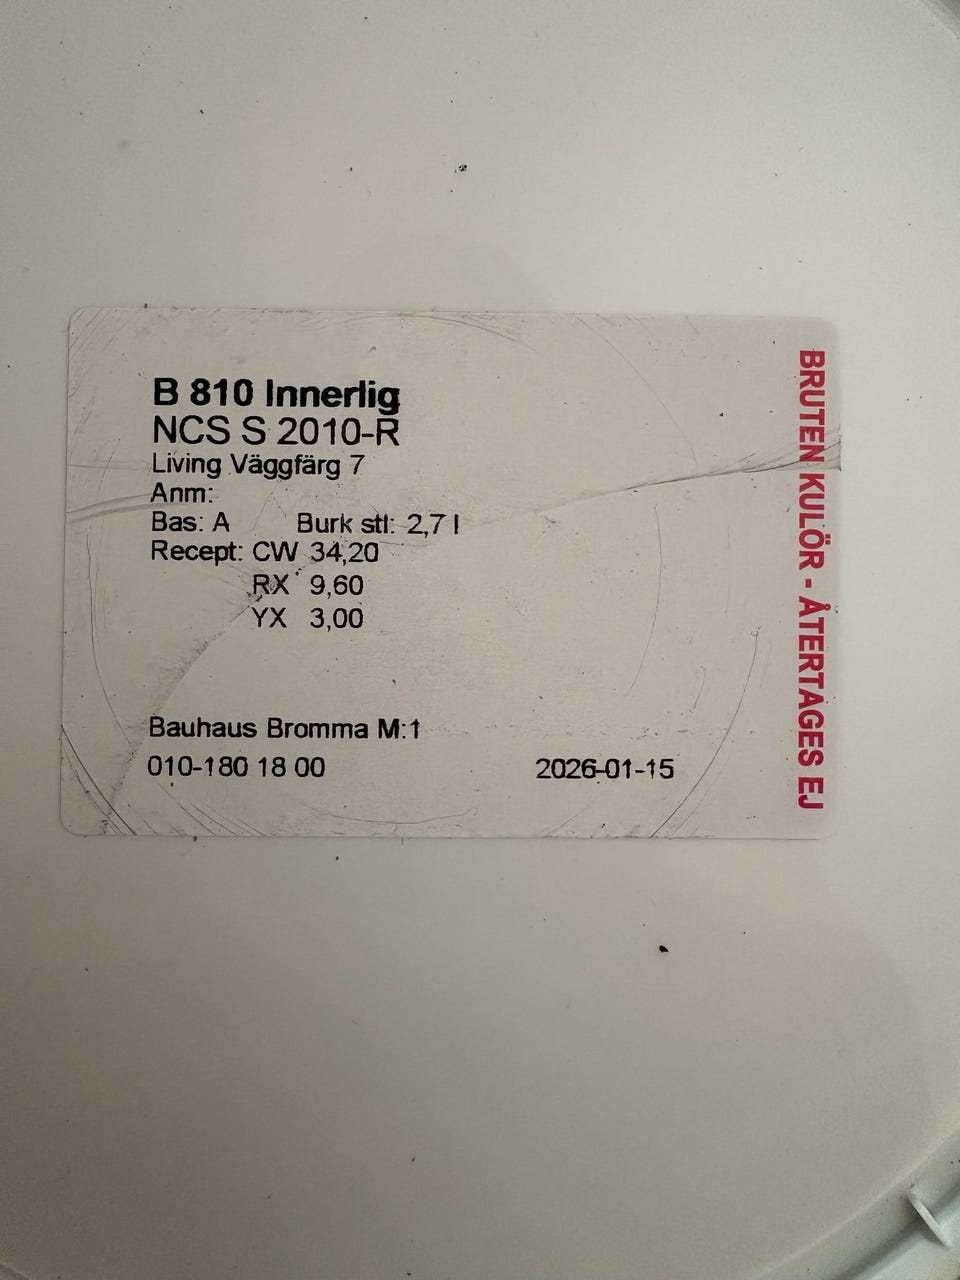 B 810 Innerlig
NCS S 2010-R
Living Väggfärg 7
Anm:
Bas: A Burk stl: 2,7 l
Recept: CW 34,20
RX 9,60
YX 3,00
Bauhaus Bromma M:1
010-180 18 00 2026-01-15
BRUTEN KULÖR - ÅTERTAGES EJ